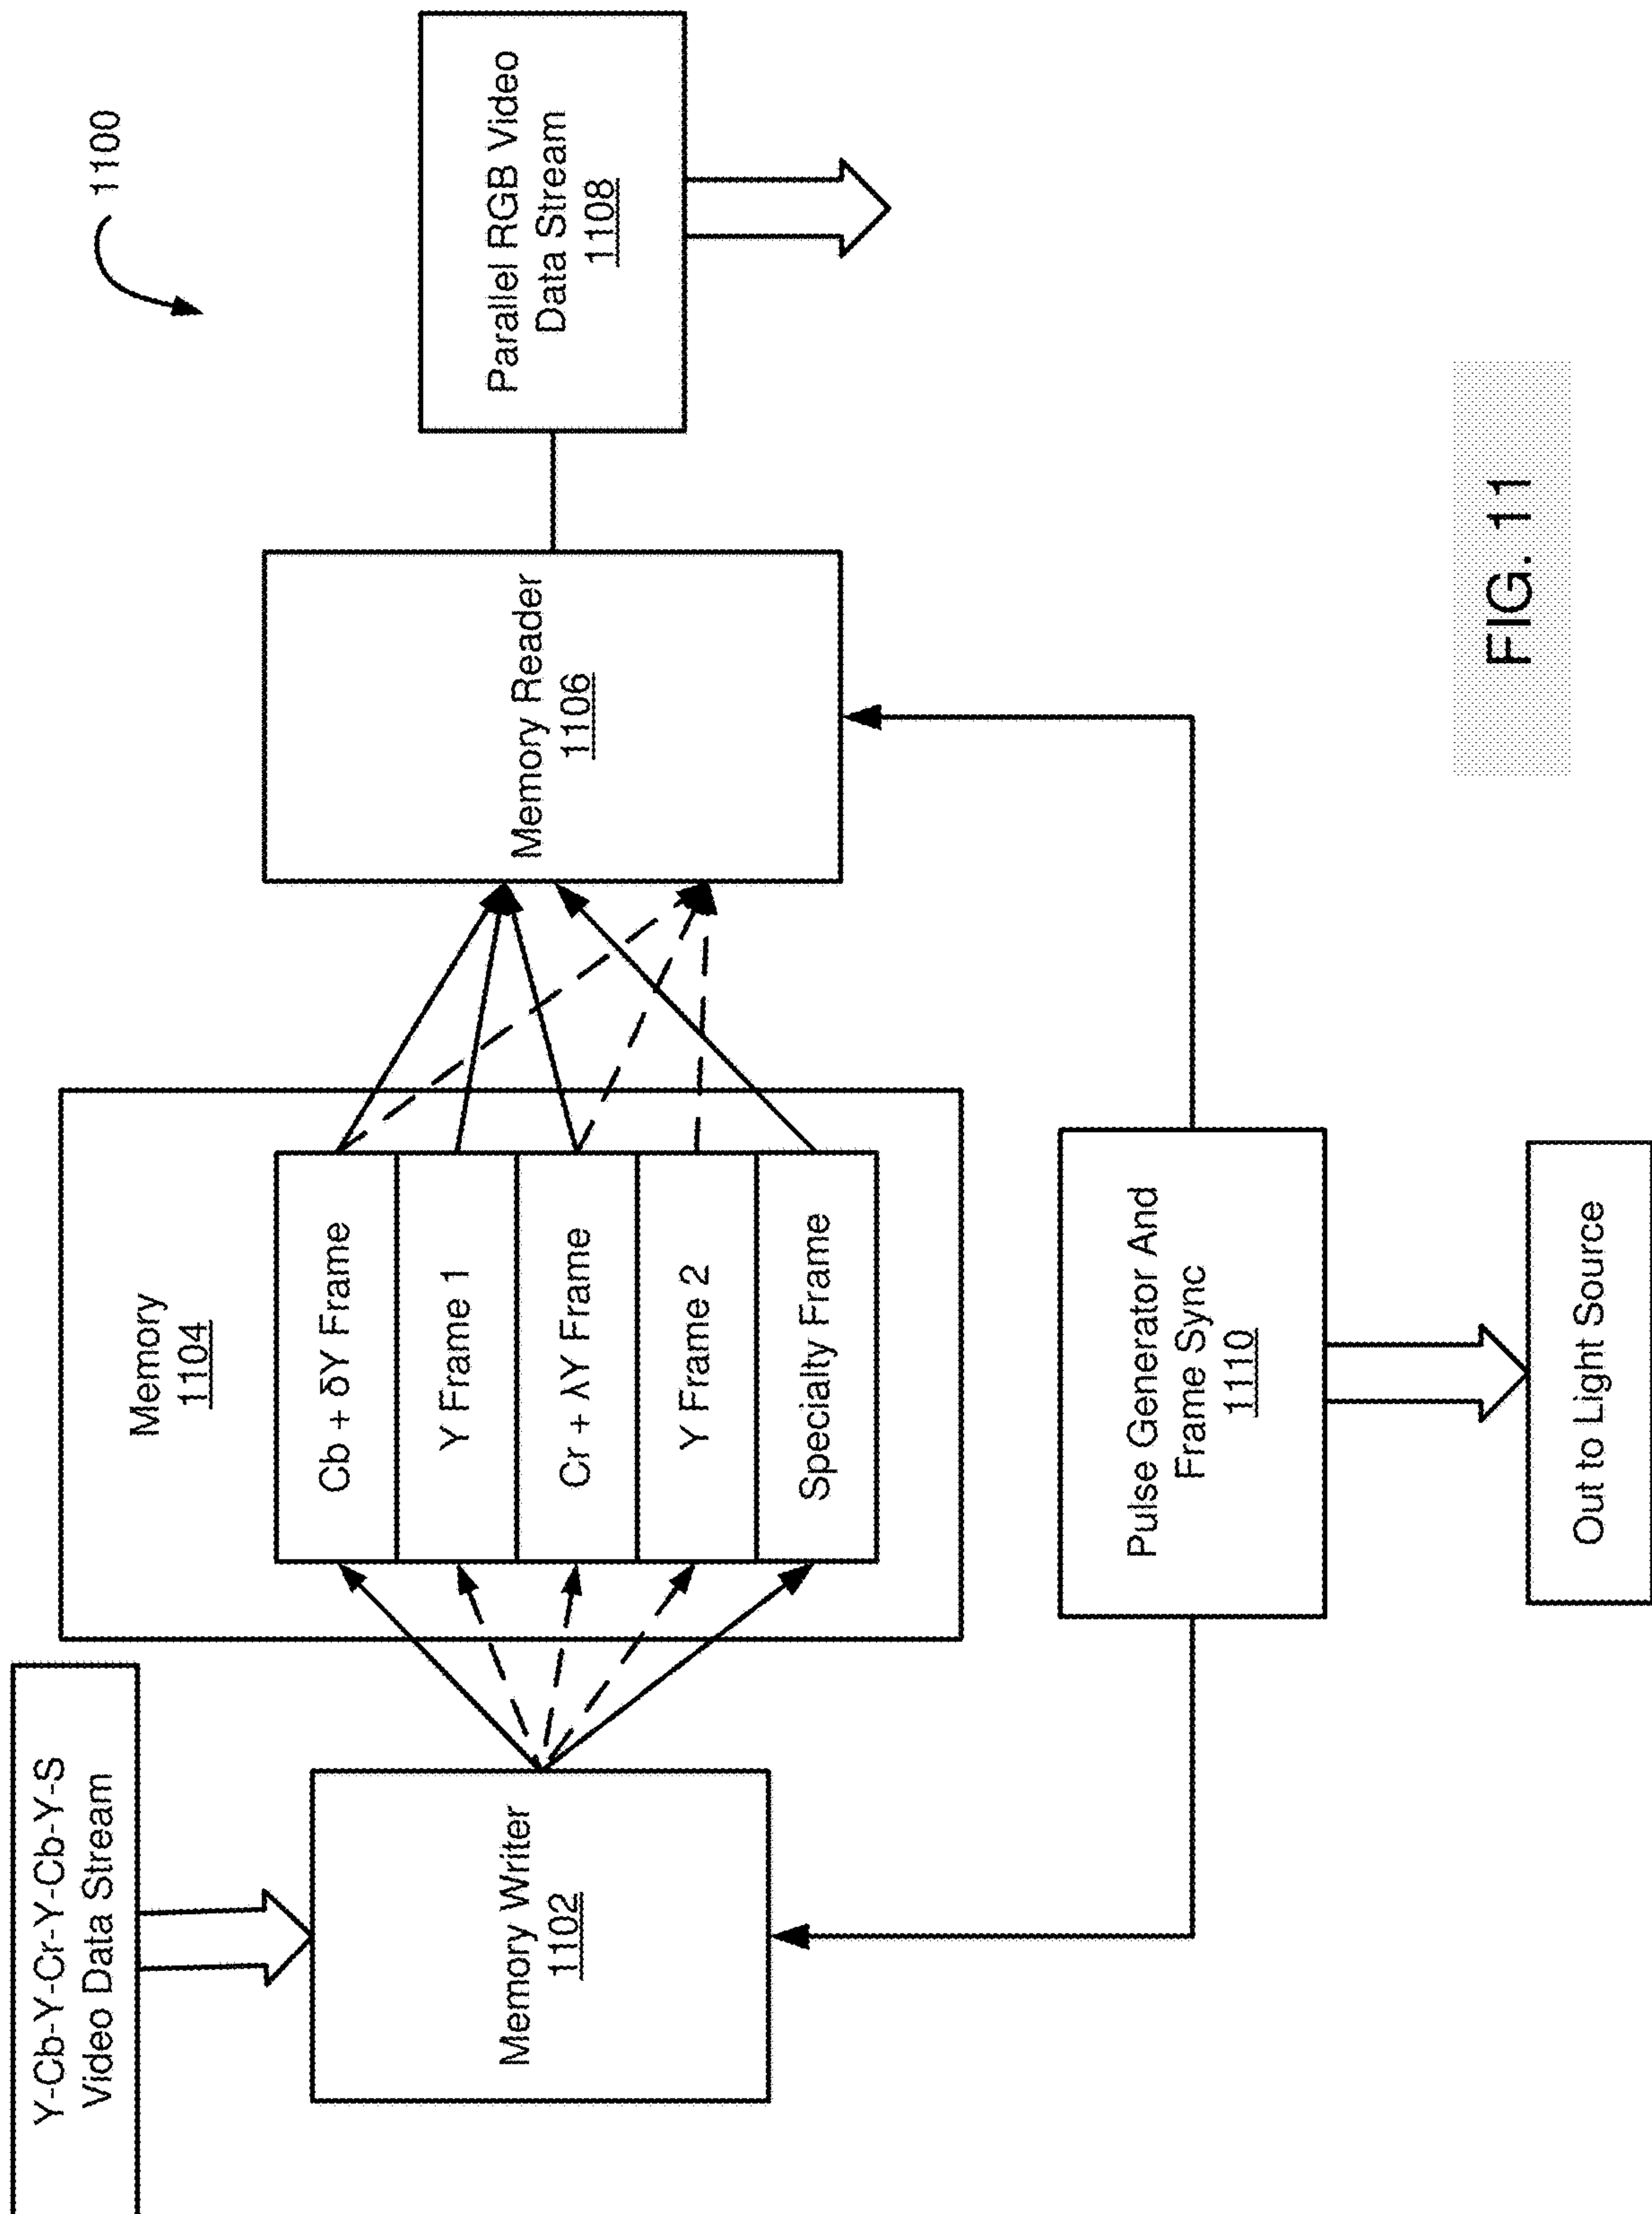 1100
Y-Cb-Y-Cr-Y-Cb-Y-S
Video Data Stream
Memory Writer
1102
Memory
1104
Cb + δY Frame
Y Frame 1
Cr + λY Frame
Y Frame 2
Specialty Frame
Memory Reader
1106
Parallel RGB Video
Data Stream
1108
Pulse Generator And
Frame Sync
1110
Out to Light Source
FIG. 11